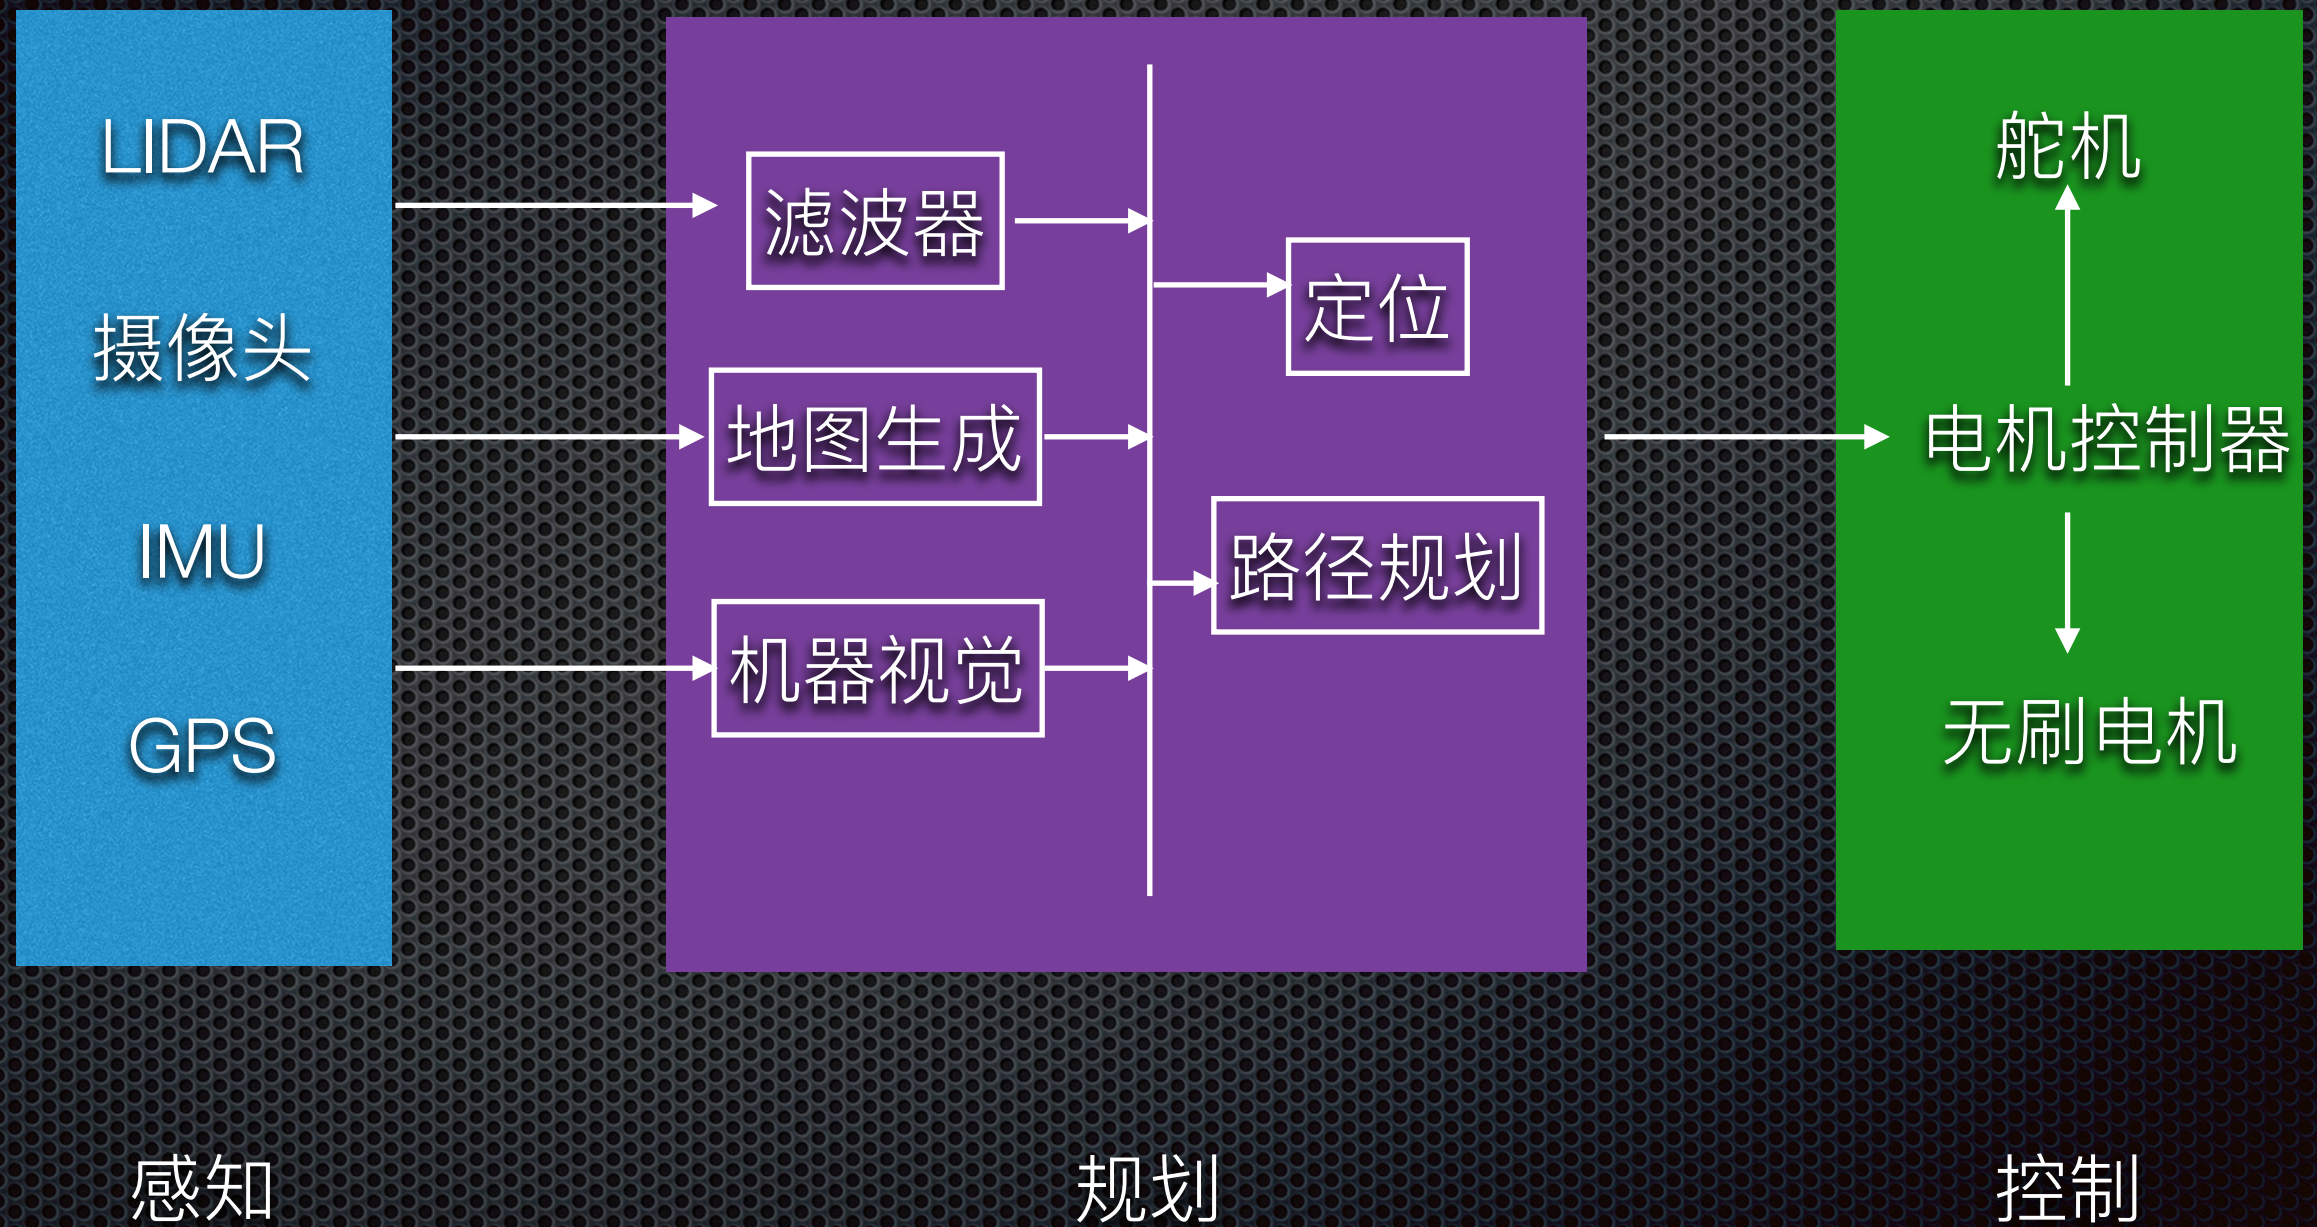 LIDAR
摄像头
IMU
GPS
滤波器
地图生成
机器视觉
定位
路径规划
舵机
电机控制器
无刷电机
感知
规划
控制